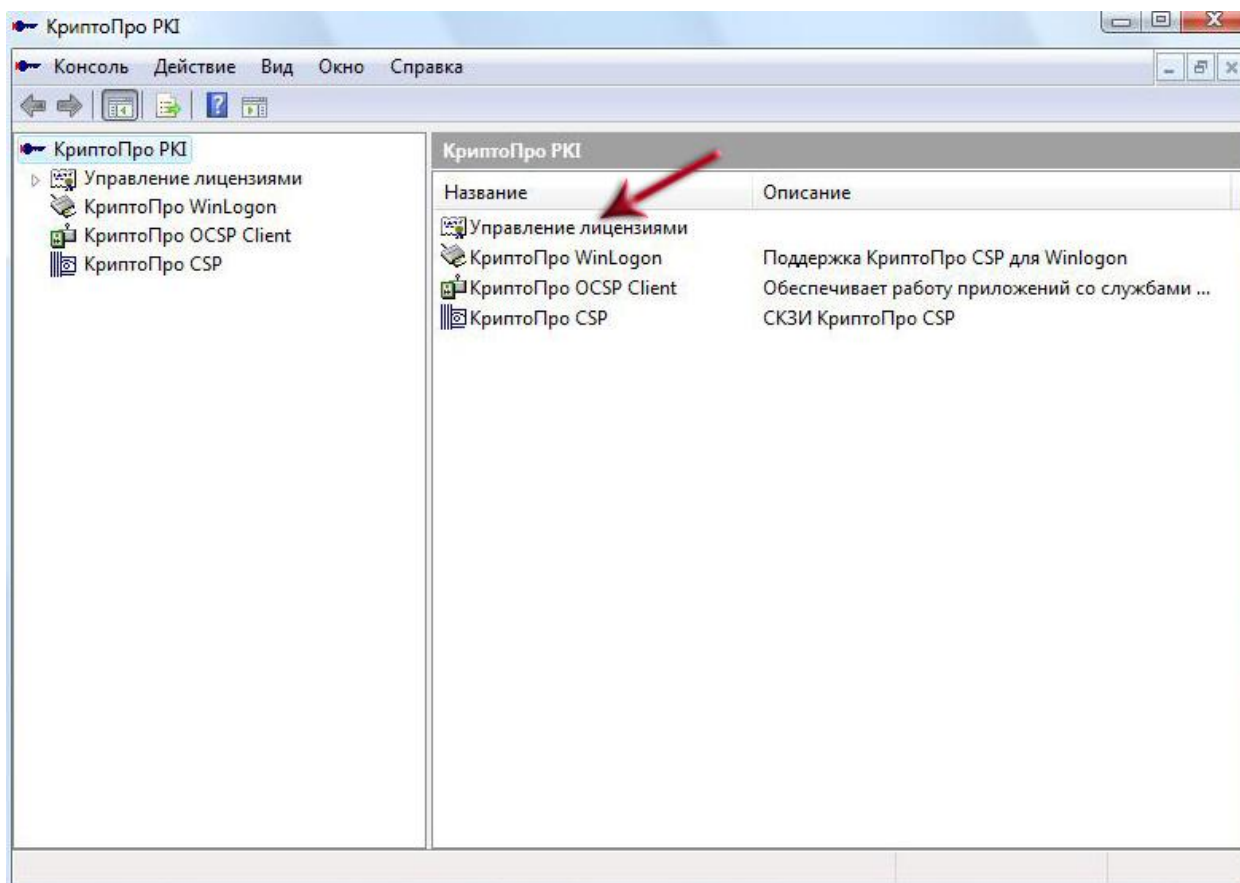 КриптоПро PKI
Консоль Действие Вид Окно Справка
КриптоПро PKI
Управление лицензиями
КриптоПро WinLogon
КриптоПро OCSP Client
КриптоПро CSP
КриптоПро PKI
Название Описание
Управление лицензиями
КриптоПро WinLogon Поддержка КриптоПро CSP для Winlogon
КриптоПро OCSP Client Обеспечивает работу приложений со службами ...
КриптоПро CSP СКЗИ КриптоПро CSP